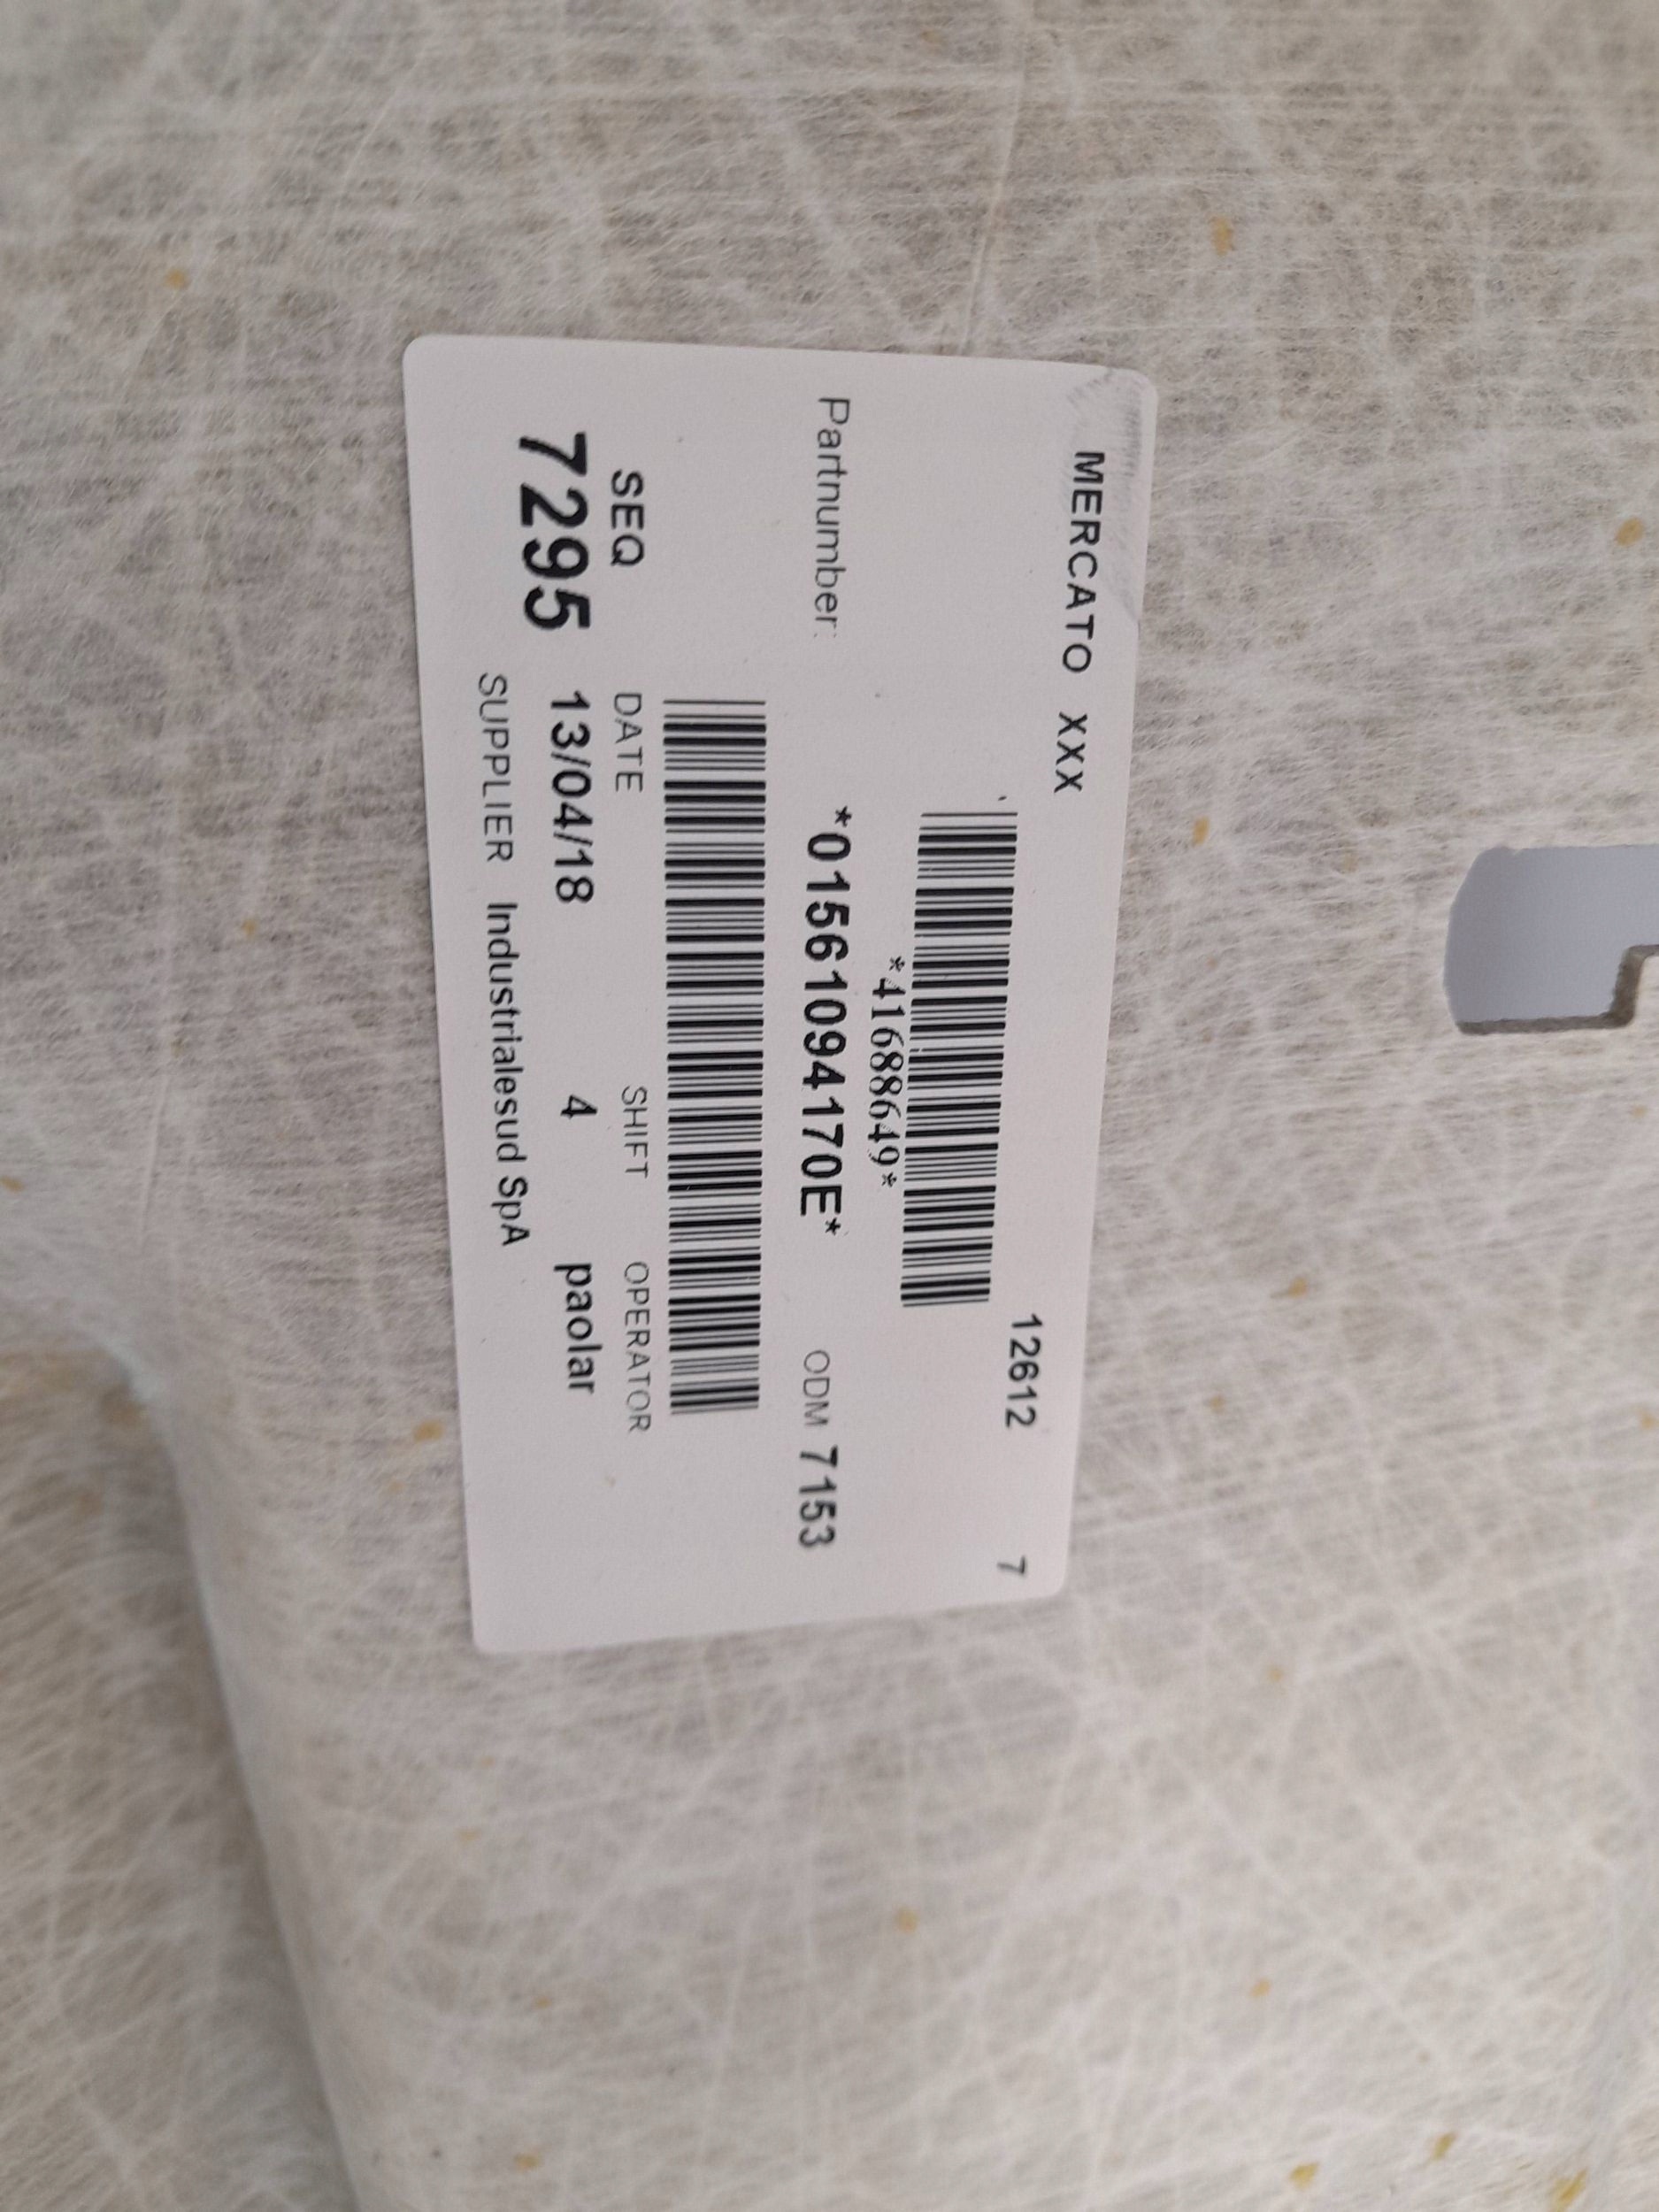 MERCATO XXX 12612 7
*41688649*
Partnumber: *01561094170E* ODM 7153
SEQ DATE SHIFT OPERATOR
7295 13/04/18 4 paolar
SUPPLIER Industrialesud SpA